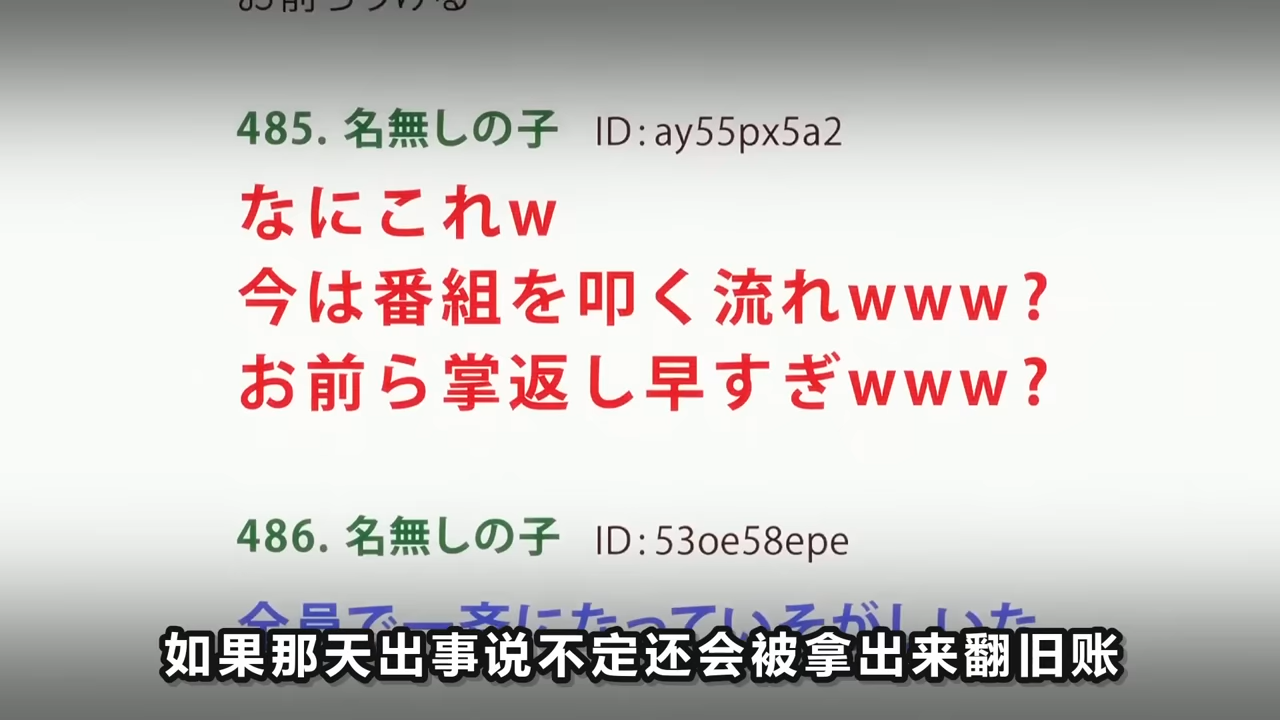 485. 名無しの子 ID:ay55px5a2
なにこれw
今は番組を叩く流れwww?
お前ら掌返し早すぎwww?
486. 名無しの子 ID:53oe58epe
如果那天出事说不定还会被拿出来翻旧账